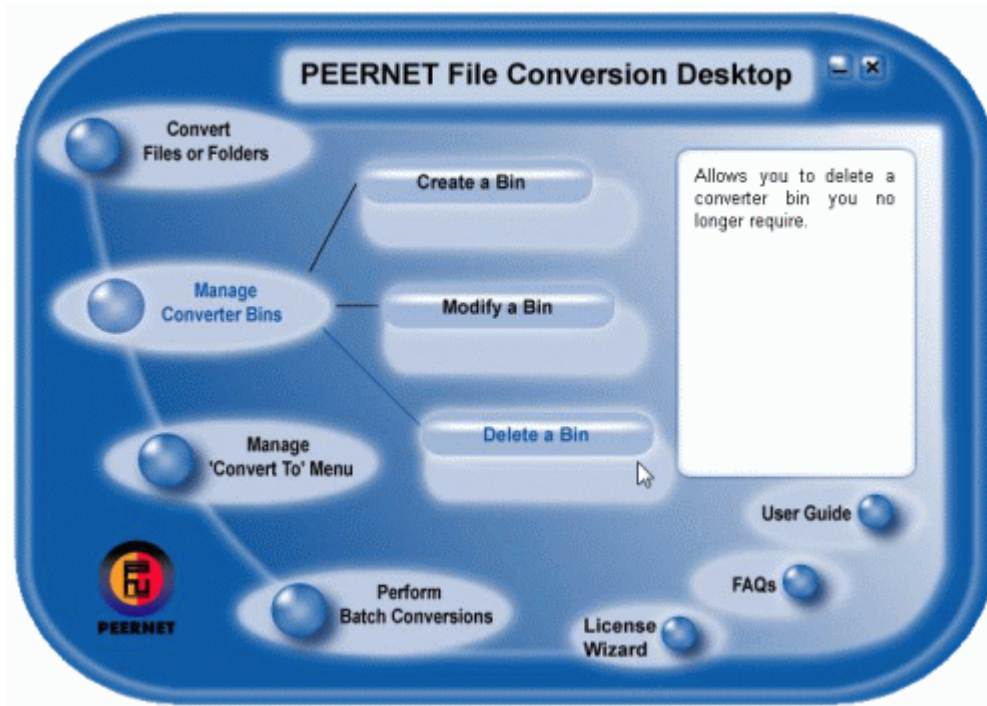 PEERNET File Conversion Desktop
Convert
Files or Folders
Create a Bin
Allows you to delete a
converter bin you no
longer require.
Manage
Converter Bins
Modify a Bin
Delete a Bin
Manage
'Convert To' Menu
User Guide
FAQs
Perform
Batch Conversions
License
Wizard
PEERNET